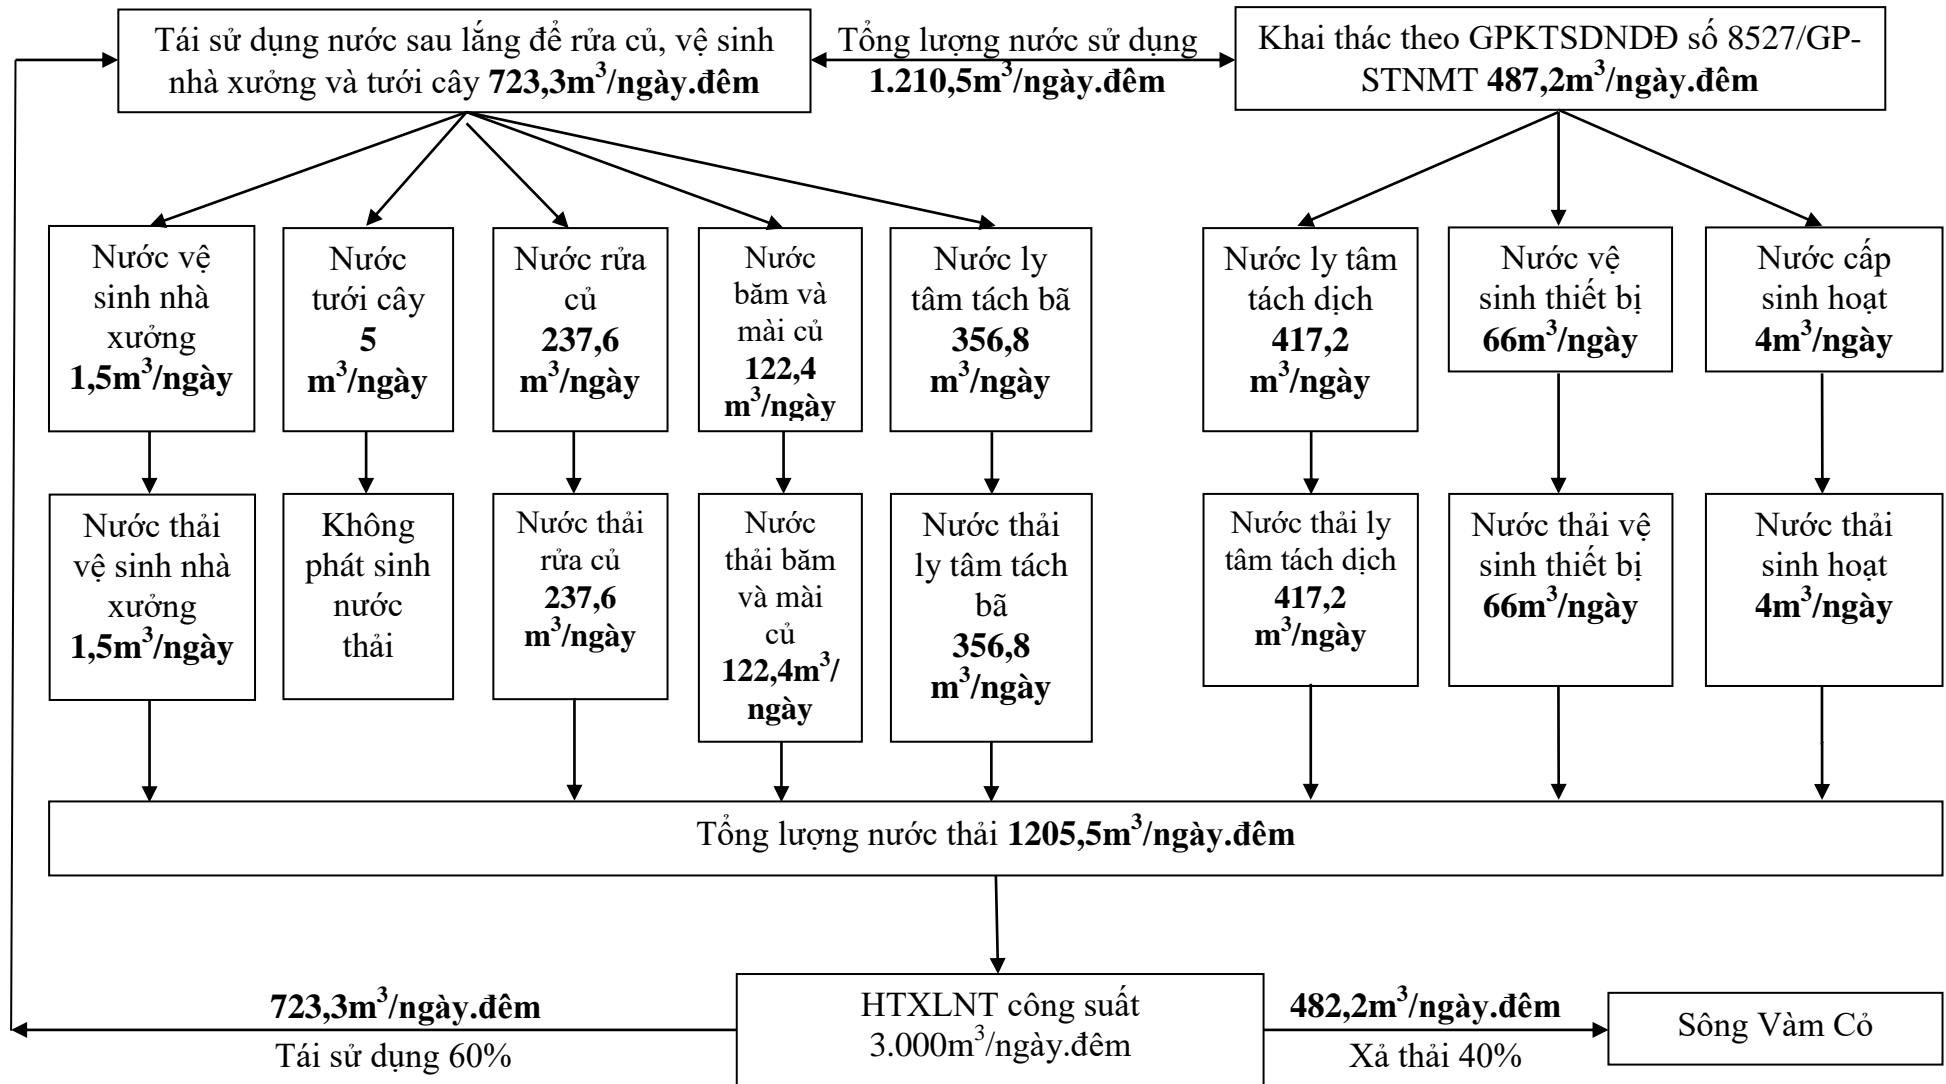 Tái sử dụng nước sau lắng để rửa củ, vệ sinh
nhà xưởng và tưới cây 723,3m³/ngày.đêm
Tổng lượng nước sử dụng
1.210,5m³/ngày.đêm
Khai thác theo GPKTSDNDĐ số 8527/GP-
STNMT 487,2m³/ngày.đêm
Nước vệ
sinh nhà
xưởng
1,5m³/ngày
Nước
tưới cây
5
m³/ngày
Nước rửa
củ
237,6
m³/ngày
Nước
băm và
mài củ
122,4
m³/ngày
Nước ly
tâm tách bã
356,8
m³/ngày
Nước ly tâm
tách dịch
417,2
m³/ngày
Nước vệ
sinh thiết bị
66m³/ngày
Nước cấp
sinh hoạt
4m³/ngày
Nước thải
vệ sinh nhà
xưởng
1,5m³/ngày
Không
phát sinh
nước
thải
Nước thải
rửa củ
237,6
m³/ngày
Nước
thải băm
và mài
củ
122,4m³/
ngày
Nước thải
ly tâm tách
bã
356,8
m³/ngày
Nước thải ly
tâm tách dịch
417,2
m³/ngày
Nước thải vệ
sinh thiết bị
66m³/ngày
Nước thải
sinh hoạt
4m³/ngày
Tổng lượng nước thải 1205,5m³/ngày.đêm
723,3m³/ngày.đêm
Tái sử dụng 60%
HTXLNT công suất
3.000m³/ngày.đêm
482,2m³/ngày.đêm
Xả thải 40%
Sông Vàm Cỏ